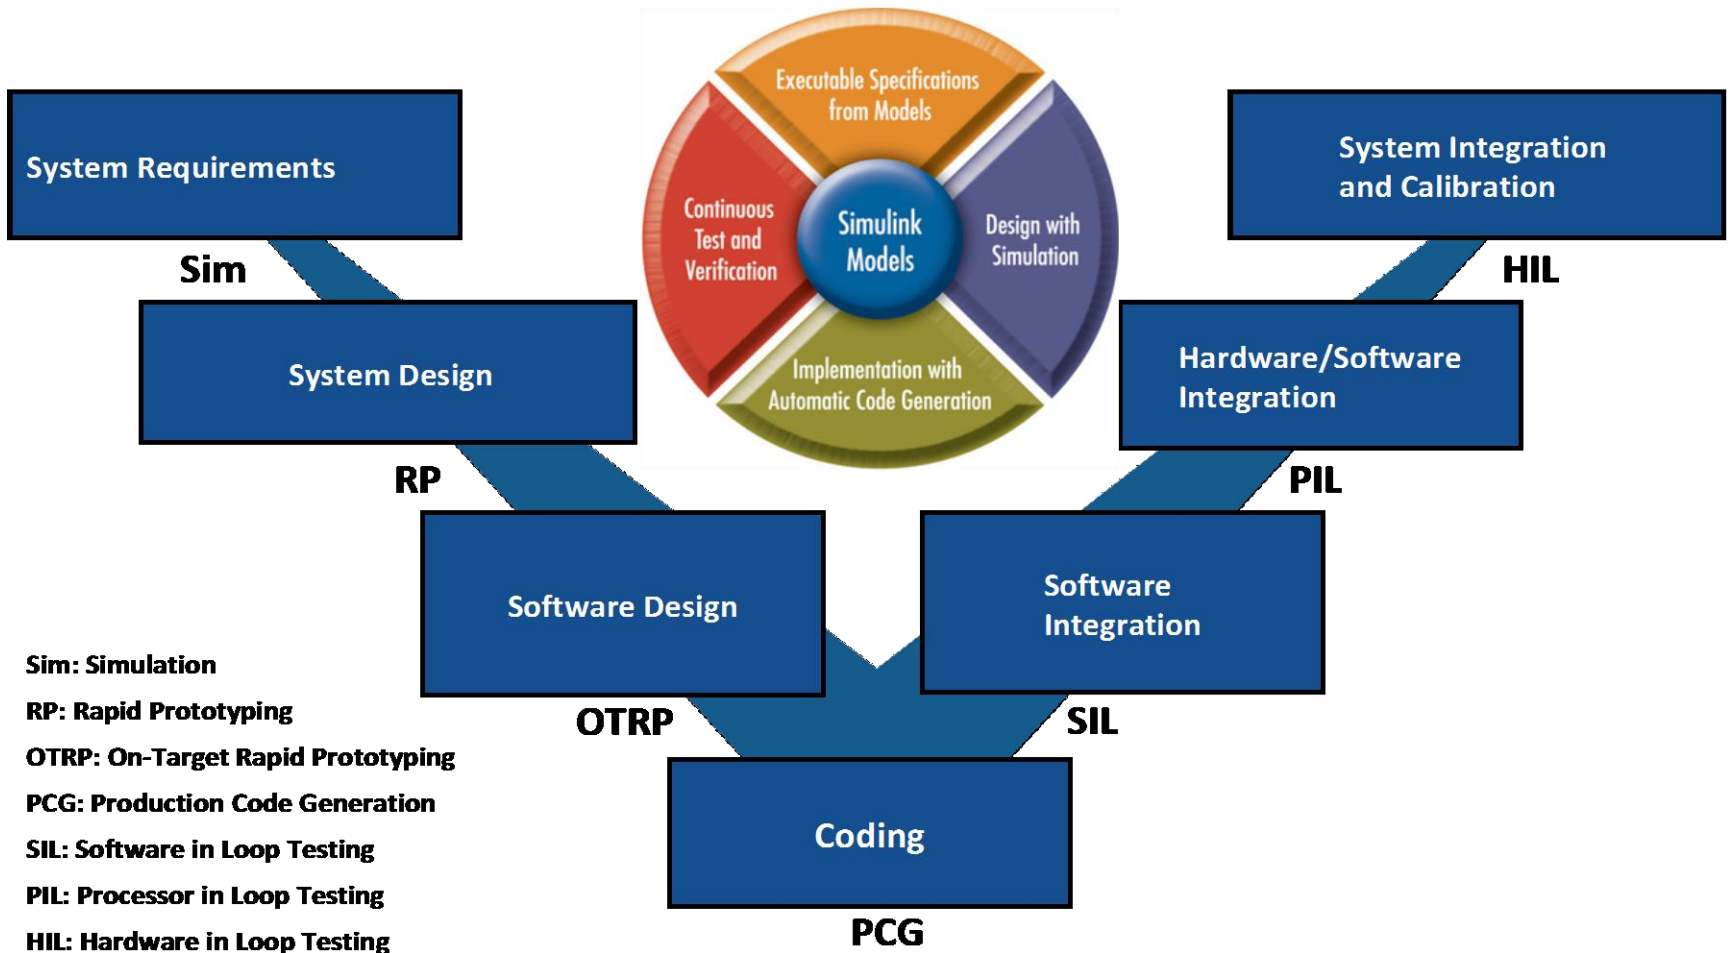 Executable Specifications
from Models
Continuous
Test and
Verification
Simulink
Models
Design with
Simulation
Implementation with
Automatic Code Generation
System Requirements
Sim
System Design
RP
Software Design
OTRP
Coding
PCG
SIL
Software
Integration
PIL
Hardware/Software
Integration
HIL
System Integration
and Calibration
Sim: Simulation
RP: Rapid Prototyping
OTRP: On-Target Rapid Prototyping
PCG: Production Code Generation
SIL: Software in Loop Testing
PIL: Processor in Loop Testing
HIL: Hardware in Loop Testing